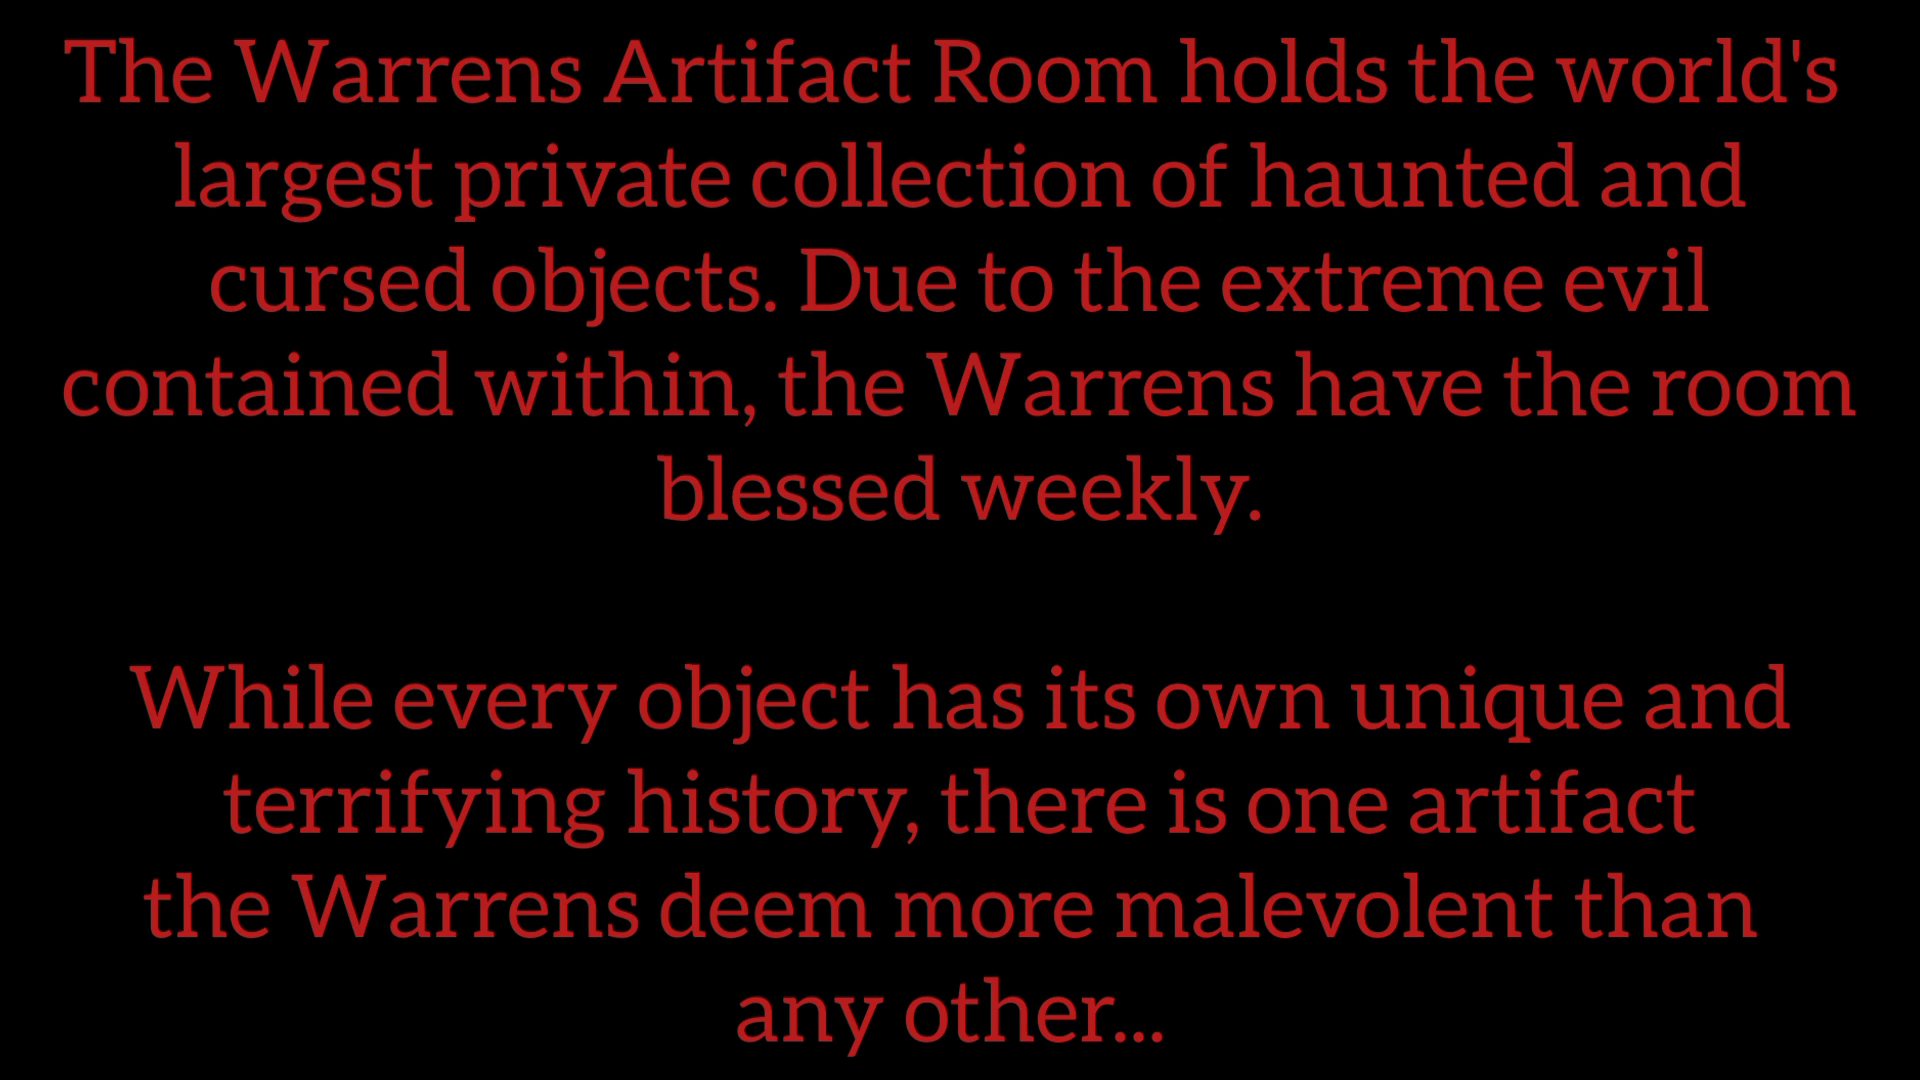 The Warrens Artifact Room holds the world's
largest private collection of haunted and
cursed objects. Due to the extreme evil
contained within, the Warrens have the room
blessed weekly.
While every object has its own unique and
terrifying history, there is one artifact
the Warrens deem more malevolent than
any other...